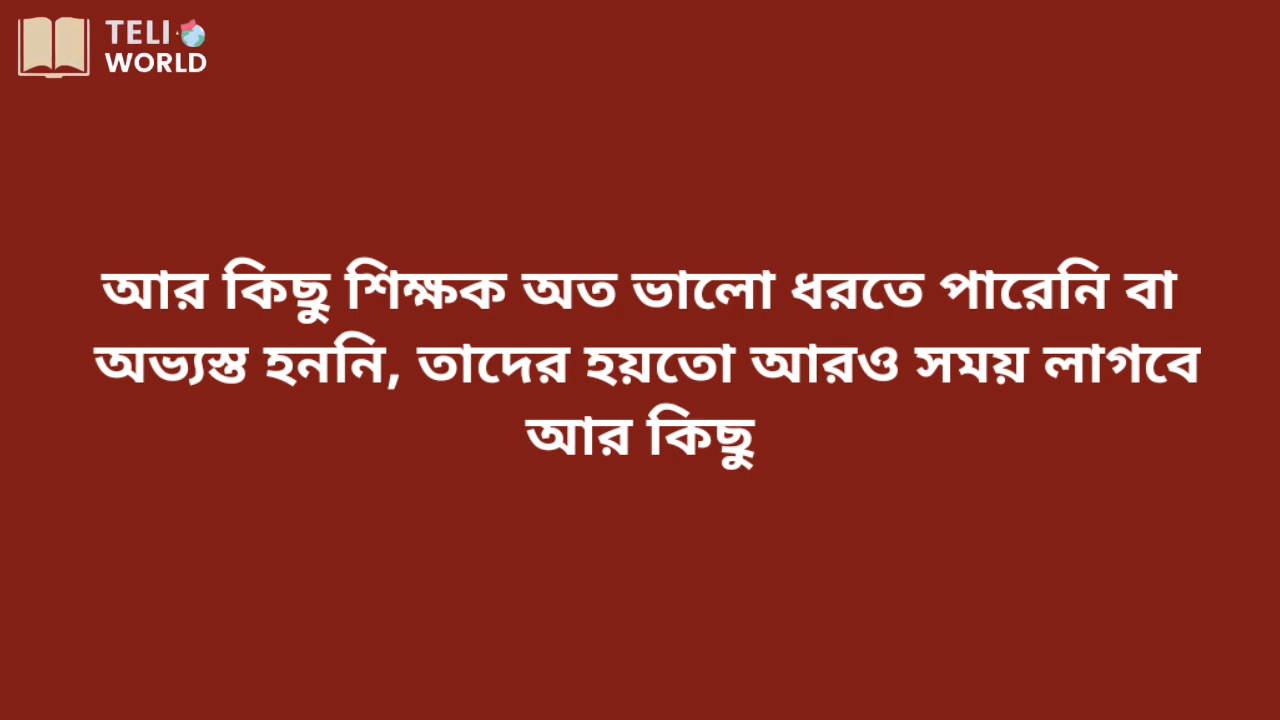 TELI
WORLD
আর কিছু শিক্ষক অত ভালো ধরতে পারেনি বা
অভ্যস্ত হননি, তাদের হয়তো আরও সময় লাগবে
আর কিছু